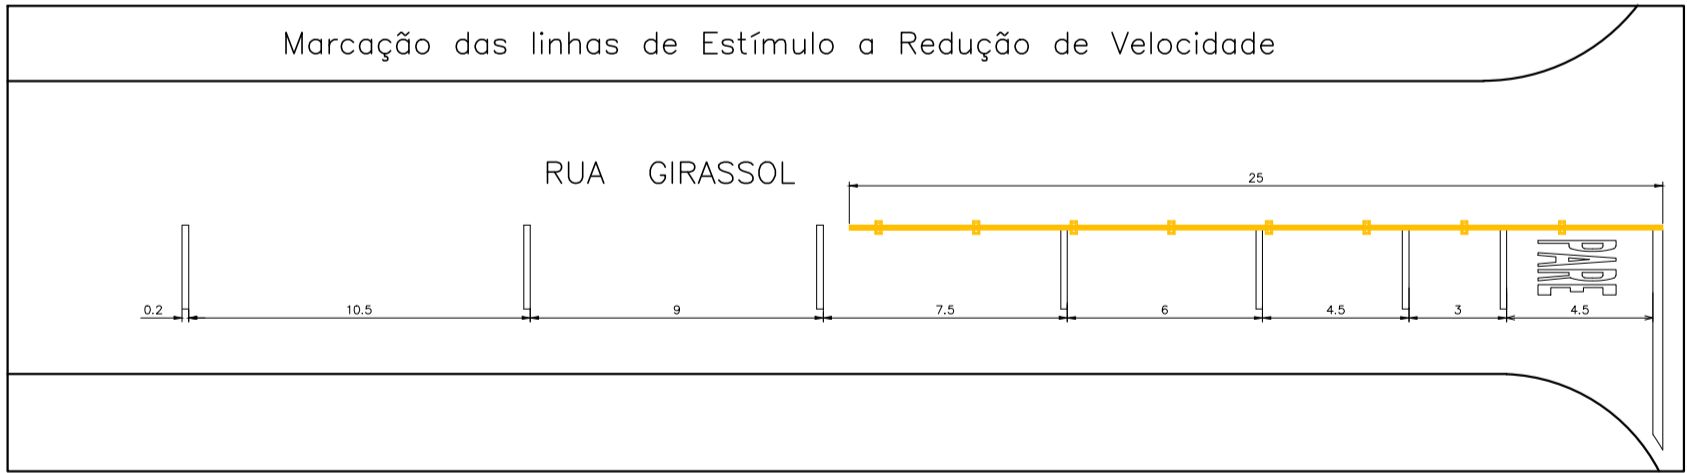 Marcação das linhas de Estímulo a Redução de Velocidade
RUA GIRASSOL
25
PARE
0.2 10.5 9 7.5 6 4.5 3 4.5